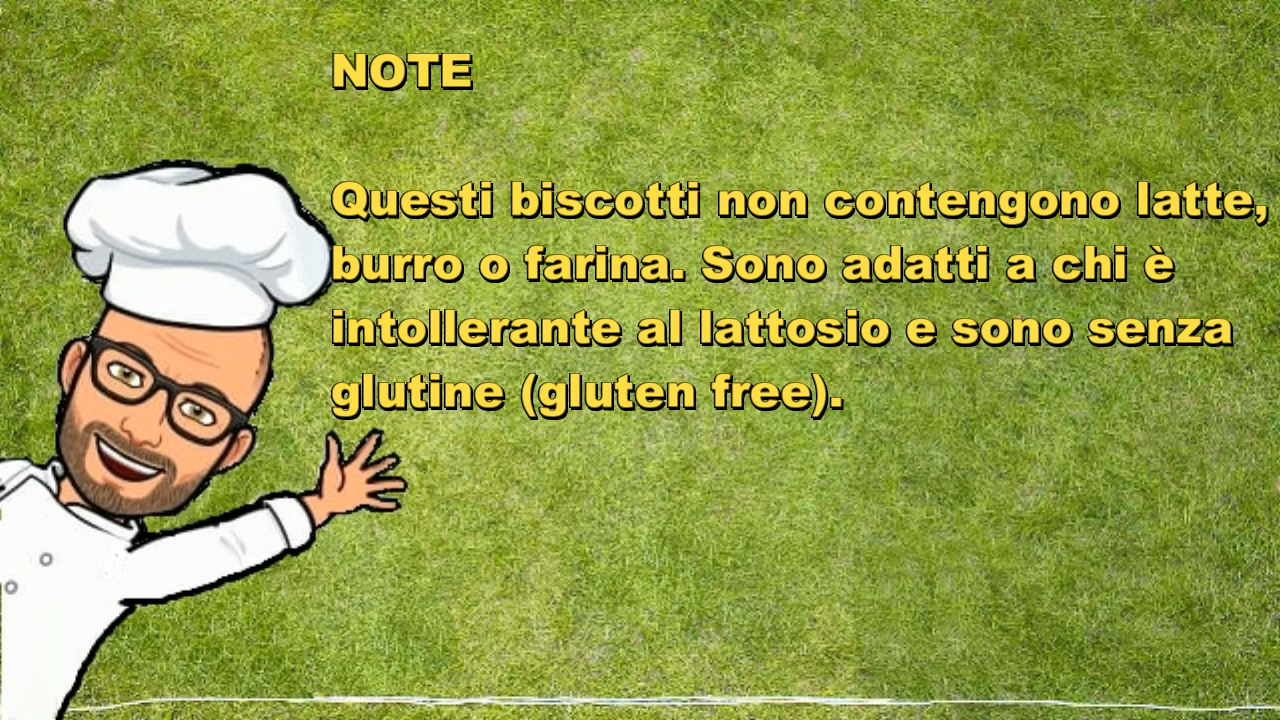 NOTE
Questi biscotti non contengono latte,
burro o farina. Sono adatti a chi è
intollerante al lattosio e sono senza
glutine (gluten free).